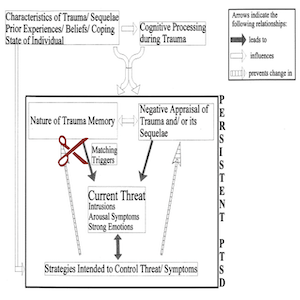 Characteristics of Trauma/ Sequelae
Prior Experiences/ Beliefs/ Coping
State of Individual
Cognitive Processing
during Trauma
Arrows indicate the
following relationships:
leads to
influences
prevents change in
Nature of Trauma Memory
Negative Appraisal of
Trauma and/ or its
Sequelae
Matching
Triggers
Current Threat
Intrusions
Arousal Symptoms
Strong Emotions
Strategies Intended to Control Threat/ Symptoms
PERSISTENT PTSD